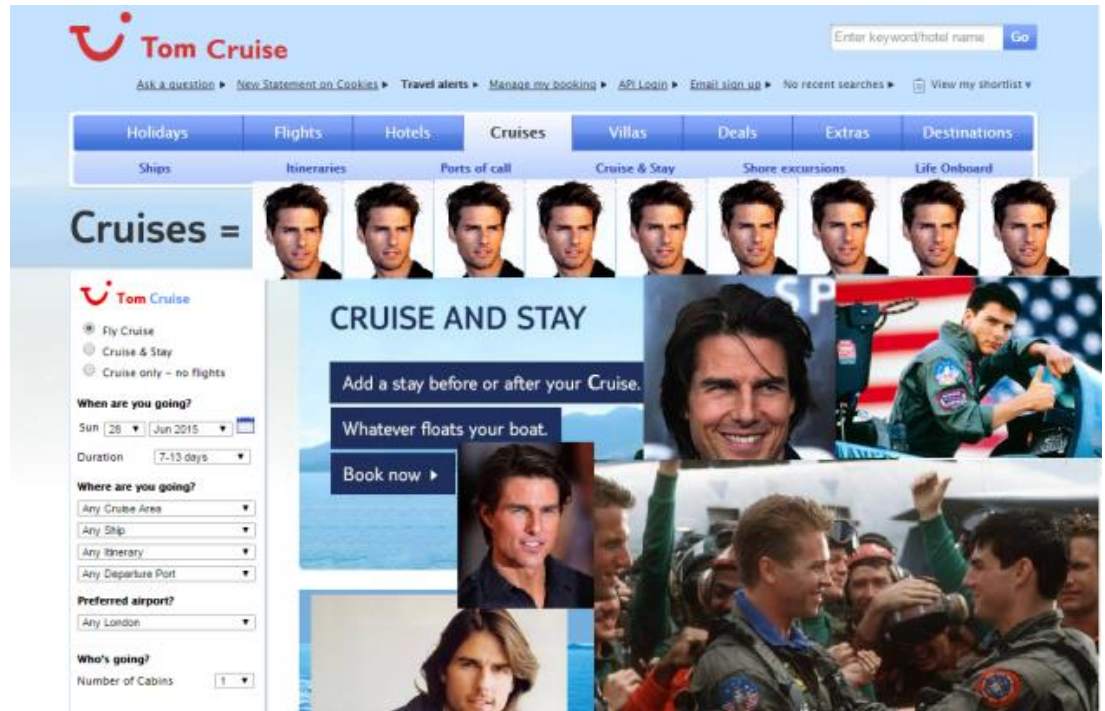 Tom Cruise
Enter keyword/hotel name Go
Ask a question New Statement on Cookies Travel alerts Manage my booking API Login Email sign up No recent searches View my shortlist
Holidays Flights Hotels Cruises Villas Deals Extras Destinations
Ships Itineraries Ports of call Cruise & Stay Shore excursions Life Onboard
Cruises =
Tom Cruise
Fly Cruise
Cruise & Stay
Cruise only – no flights
When are you going?
Sun 28 Jun 2015
Duration 7-13 days
Where are you going?
Any Cruise Area
Any Ship
Any Itinerary
Any Departure Port
Preferred airport?
Any London
Who's going?
Number of Cabins 1
CRUISE AND STAY
Add a stay before or after your Cruise.
Whatever floats your boat.
Book now
S P